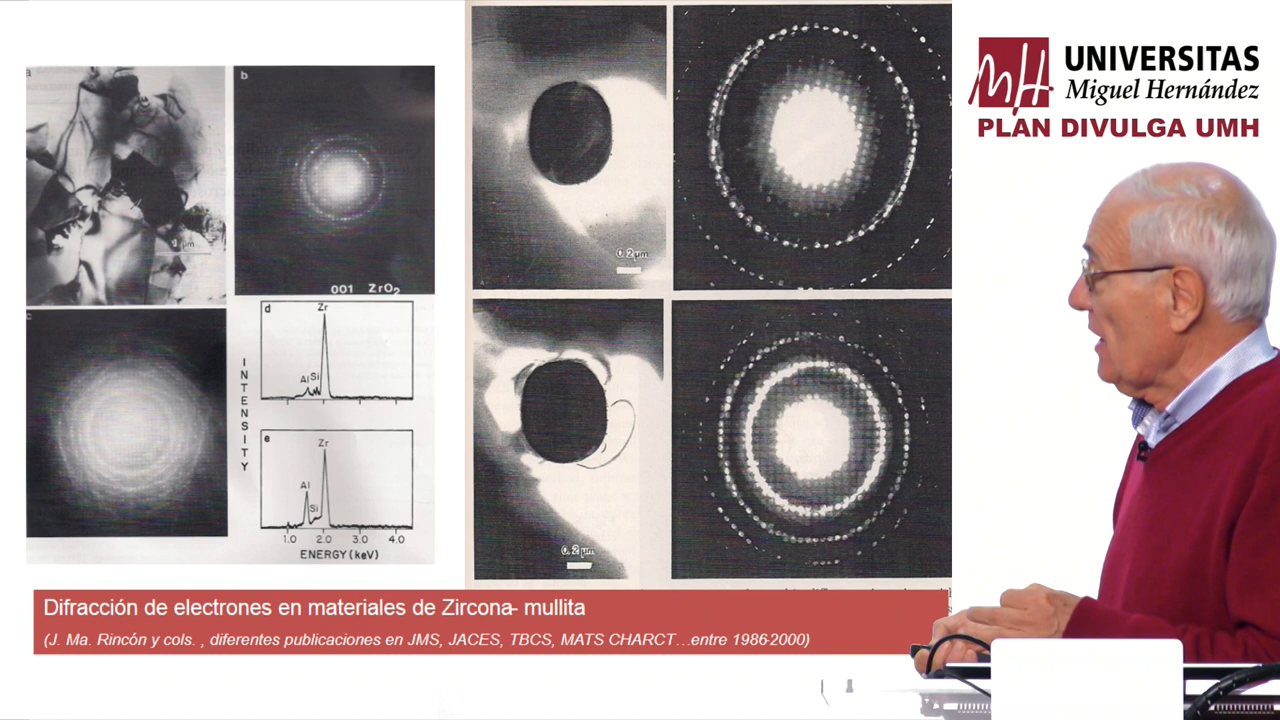 a
b
1 µm
001 ZrO₂
c
d
Zr
Al
Si
INTENSITY
e
Zr
Al
Si
1.0 2.0 3.0 4.0
ENERGY (keV)
0.2 µm
0.2 µm
Difracción de electrones en materiales de Zircona- mullita
(J. Ma. Rincón y cols. , diferentes publicaciones en JMS, JACES, TBCS, MATS CHARCT…entre 1986-2000)
MH
UNIVERSITAS
Miguel Hernández
PLAN DIVULGA UMH